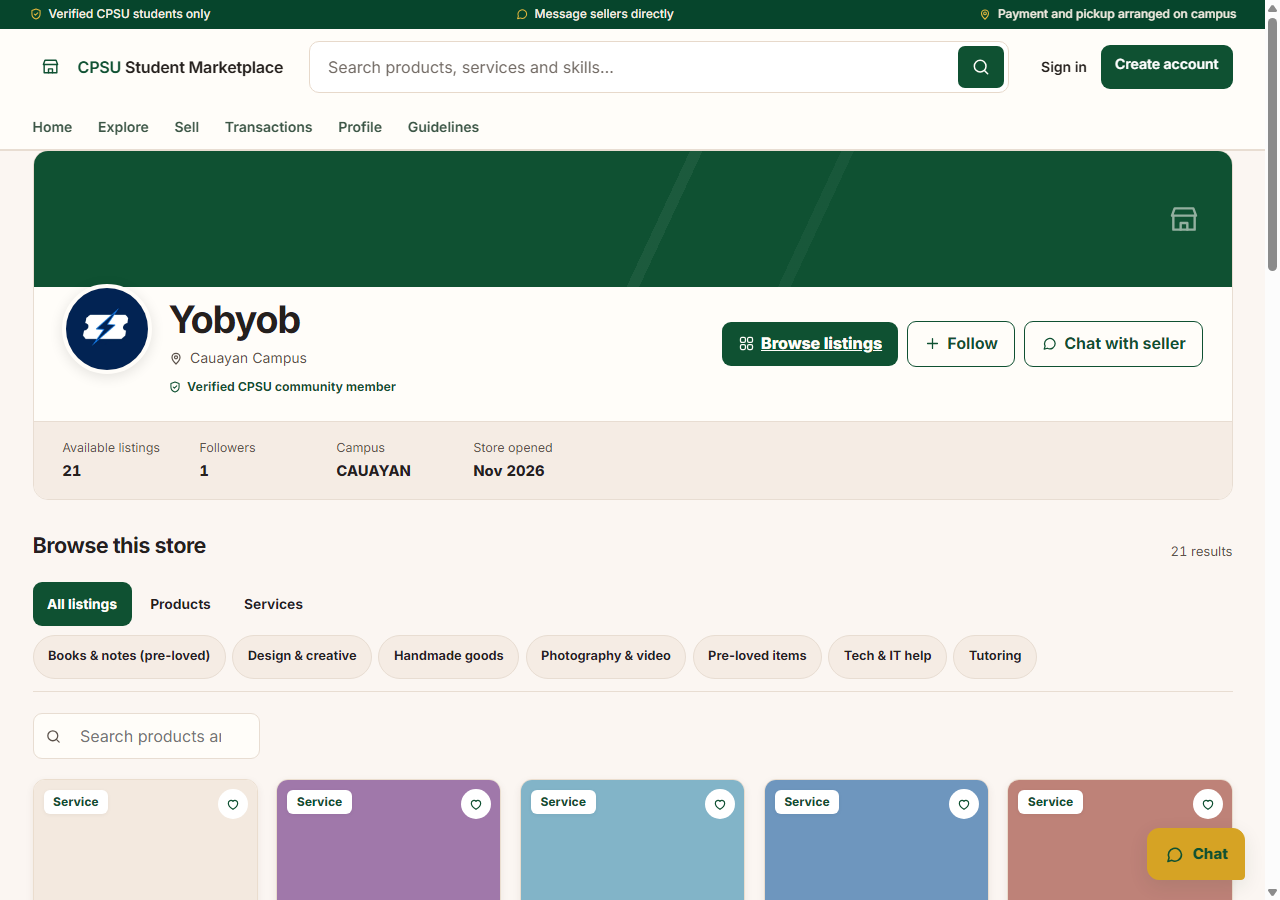 Verified CPSU students only
Message sellers directly
Payment and pickup arranged on campus
CPSU Student Marketplace
Search products, services and skills...
Sign in
Create account
Home
Explore
Sell
Transactions
Profile
Guidelines
Yobyob
Cauayan Campus
Verified CPSU community member
Browse listings
Follow
Chat with seller
Available listings
21
Followers
1
Campus
CAUAYAN
Store opened
Nov 2026
Browse this store
21 results
All listings
Products
Services
Books & notes (pre-loved)
Design & creative
Handmade goods
Photography & video
Pre-loved items
Tech & IT help
Tutoring
Search products
Service
Service
Service
Service
Service
Chat